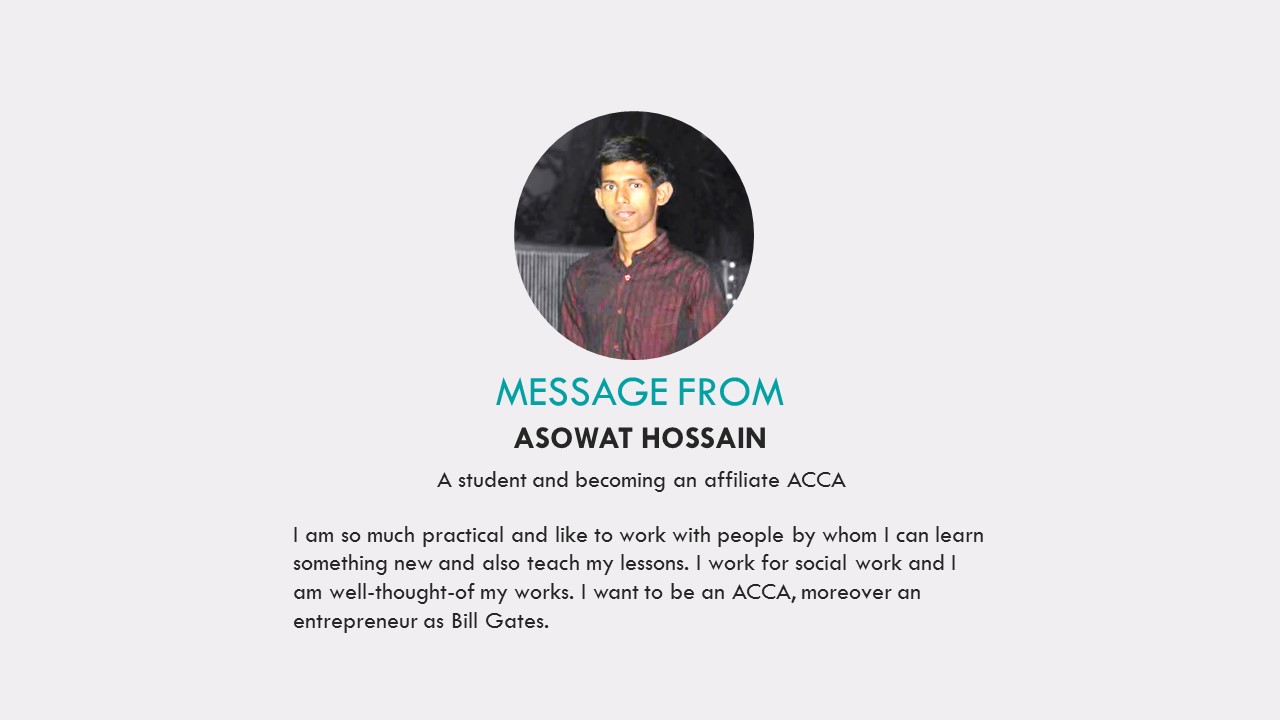 MESSAGE FROM
ASOWAT HOSSAIN
A student and becoming an affiliate ACCA
I am so much practical and like to work with people by whom I can learn
something new and also teach my lessons. I work for social work and I
am well-thought-of my works. I want to be an ACCA, moreover an
entrepreneur as Bill Gates.